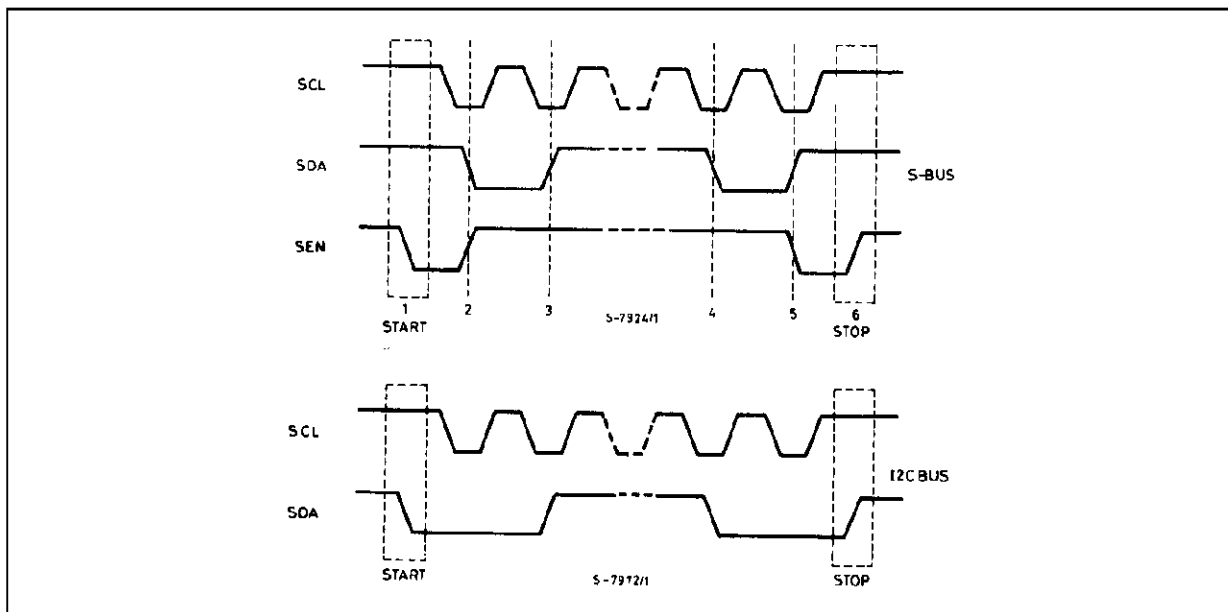 SCL
SDA
S-BUS
SEN
1 2 3 S-7924/1 4 5 6
START STOP
SCL
I2C BUS
SDA
START S-7972/1 STOP